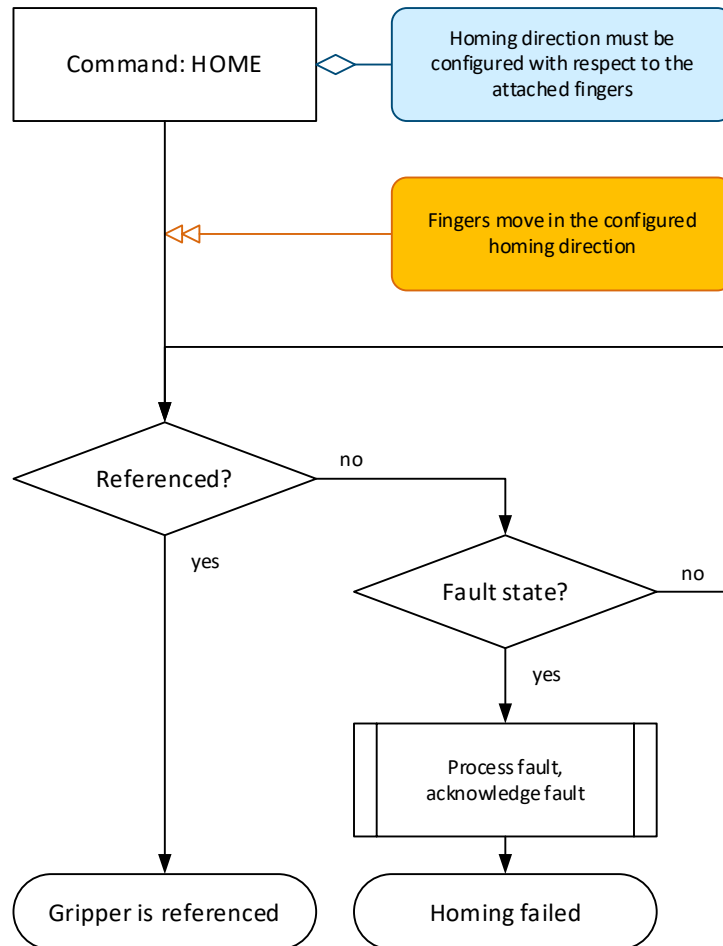 Command: HOME
Homing direction must be
configured with respect to the
attached fingers
Fingers move in the configured
homing direction
Referenced?
no
yes
Fault state?
no
yes
Process fault,
acknowledge fault
Gripper is referenced
Homing failed